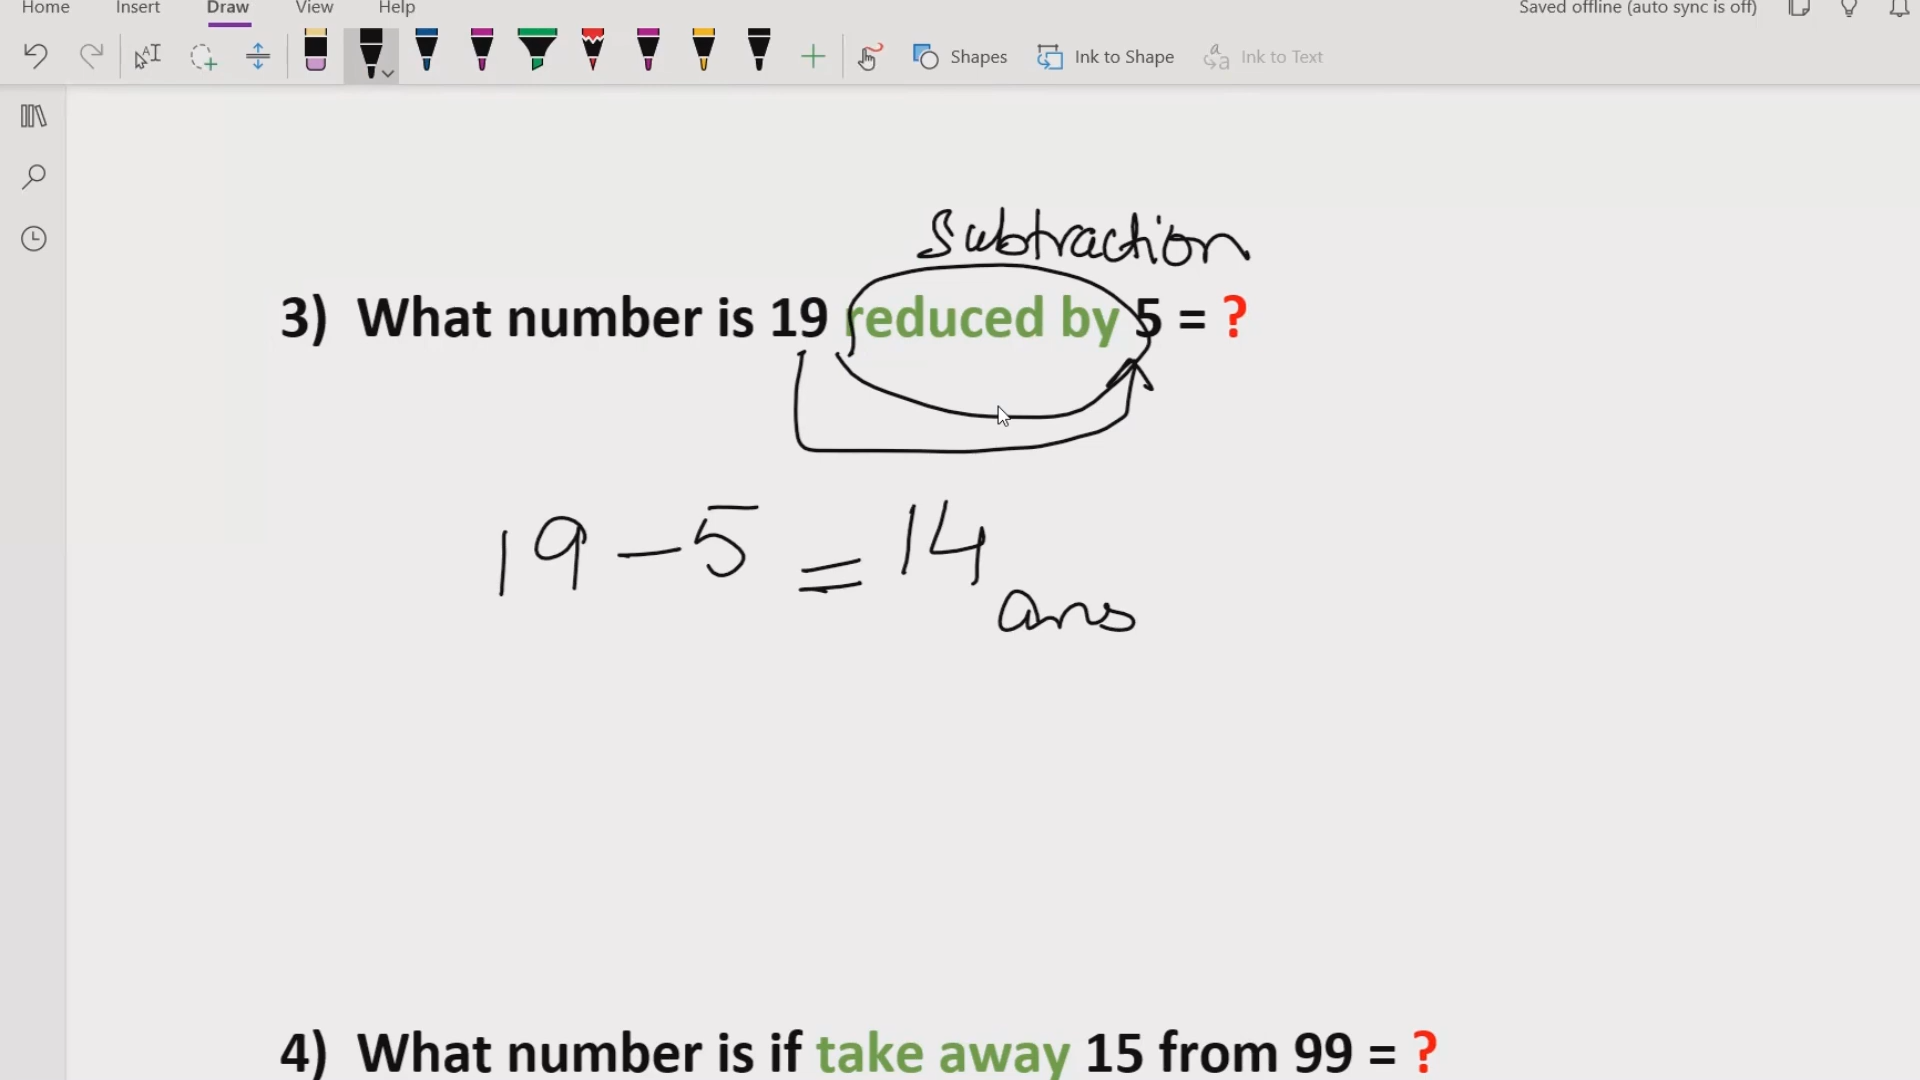 Home Insert Draw View Help Saved offline (auto sync is off)
Shapes Ink to Shape Ink to Text
Subtraction
3) What number is 19 reduced by 5 = ?
19 - 5 = 14
ans
4) What number is if take away 15 from 99 = ?